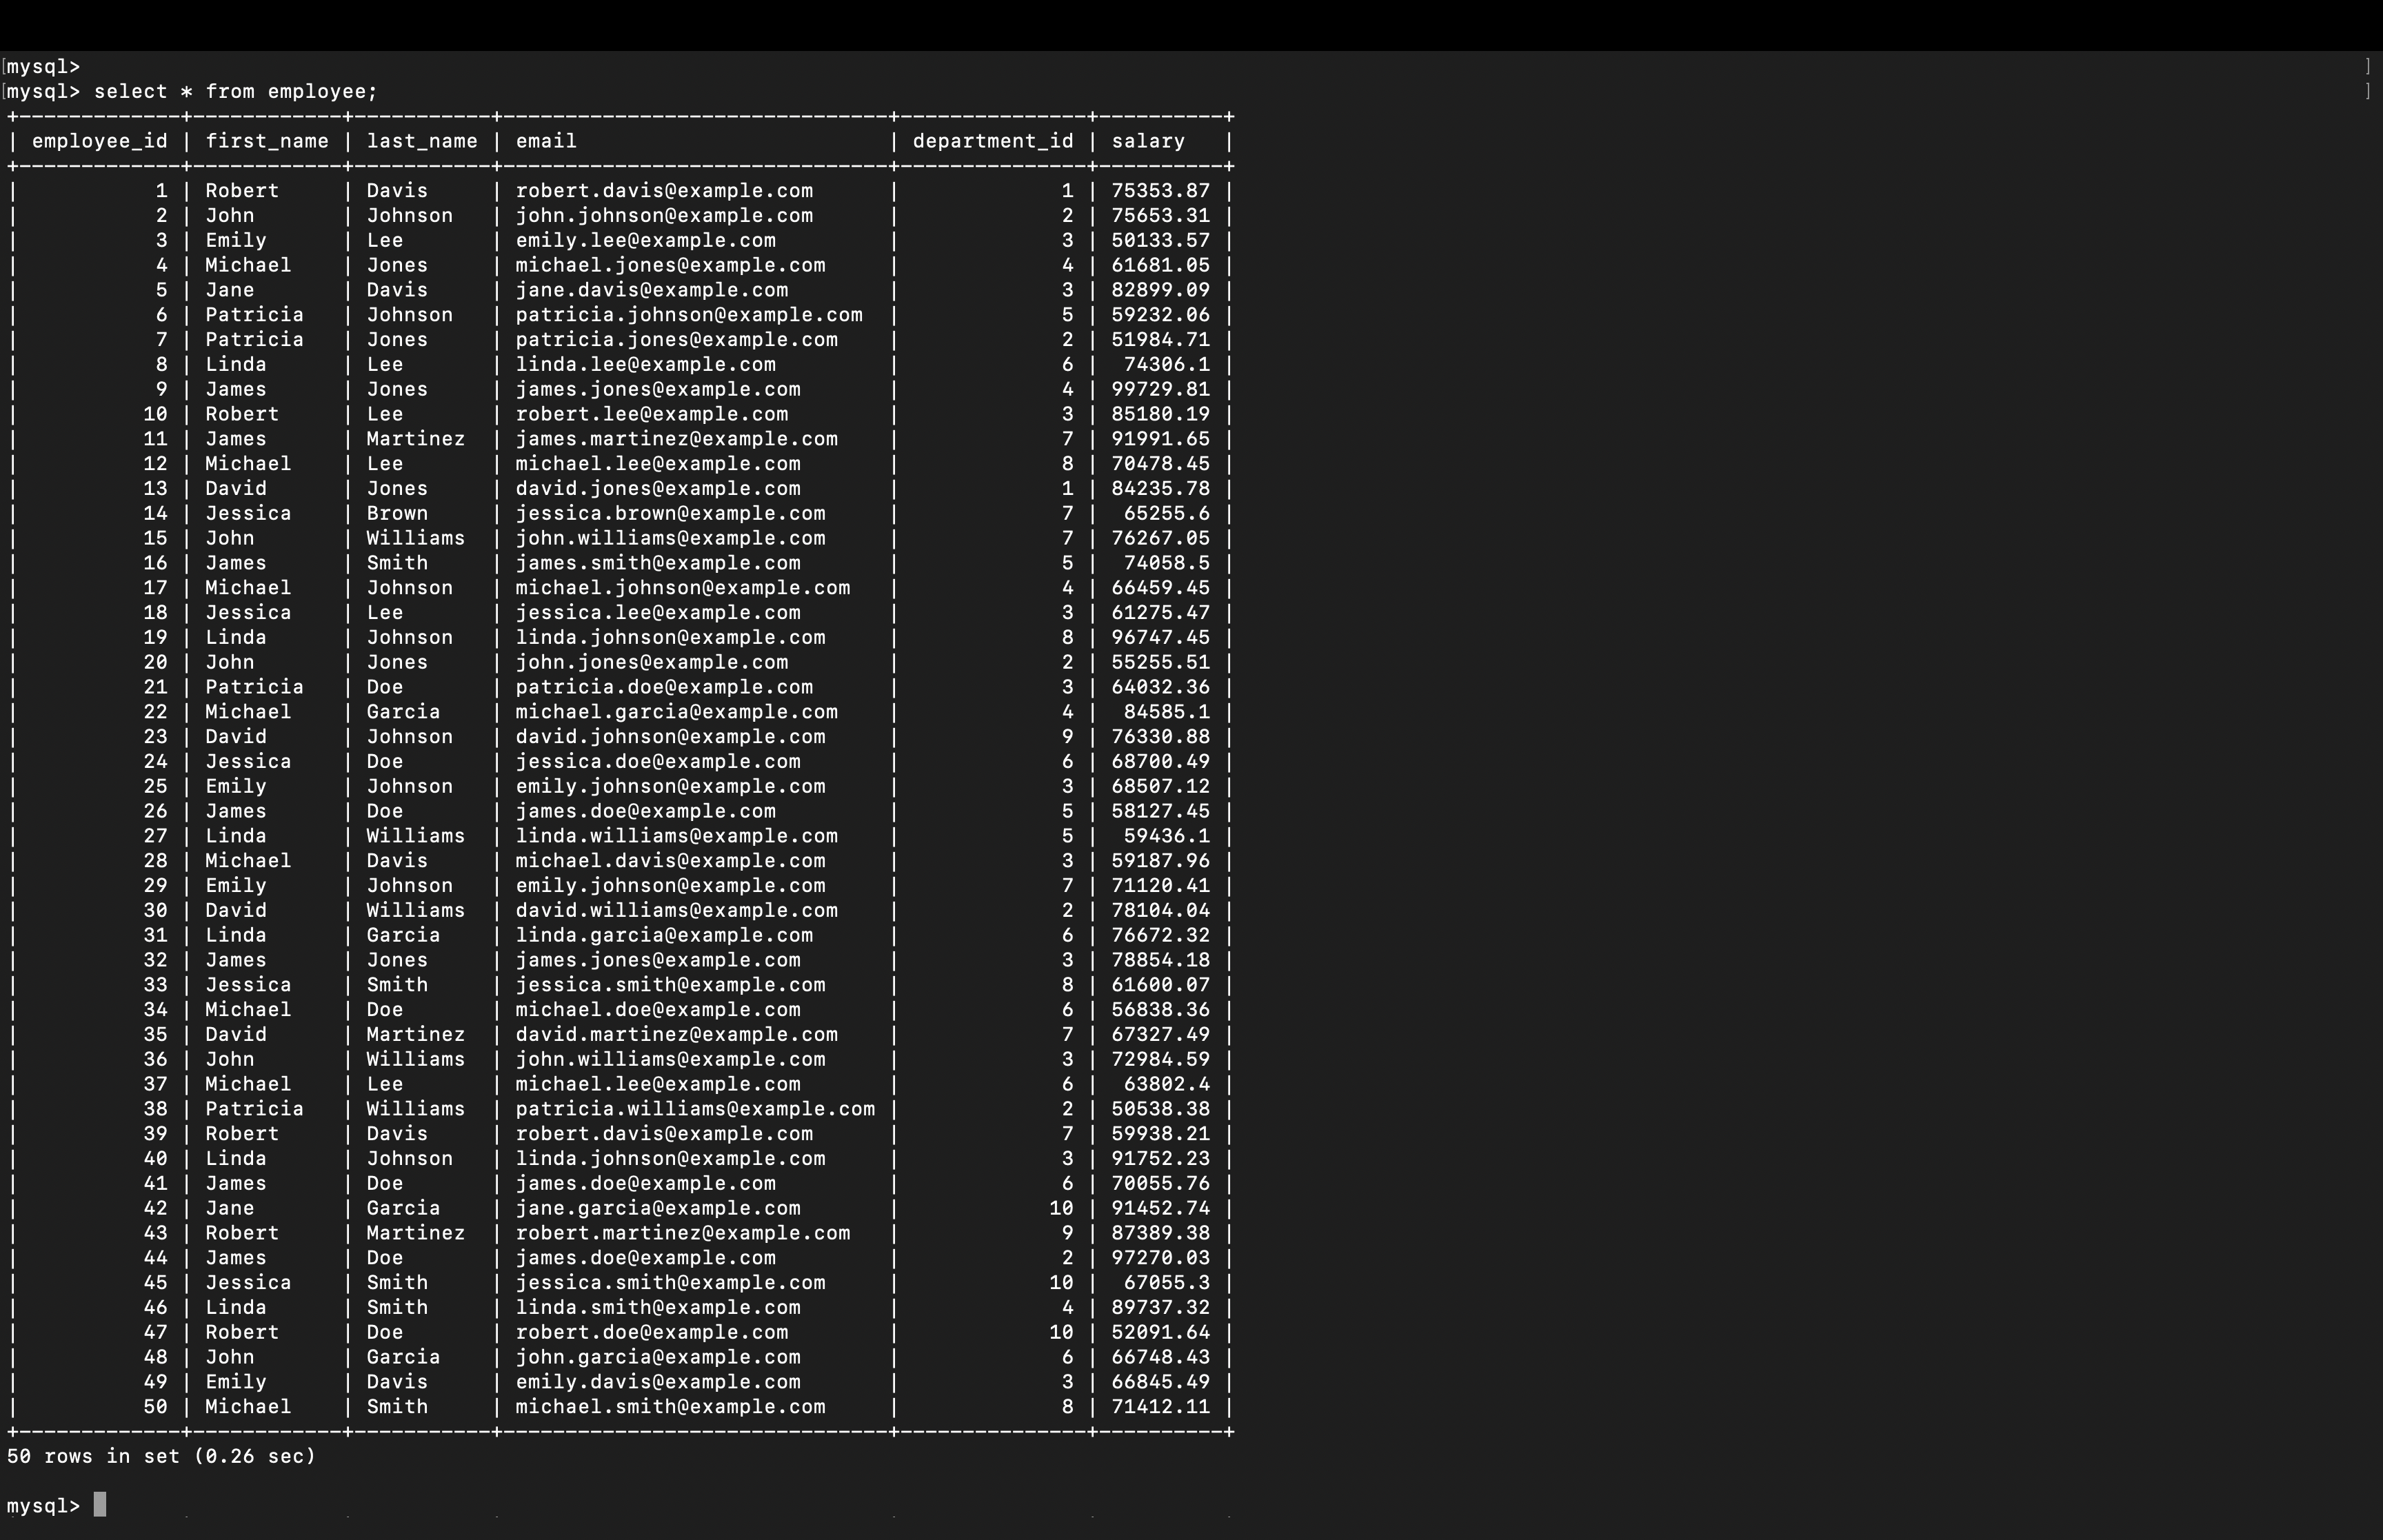 [mysql> ]
[mysql> select * from employee; ]
+-------------+------------+-----------+-------------------------------+---------------+----------+
| employee_id | first_name | last_name | email                         | department_id | salary   |
+-------------+------------+-----------+-------------------------------+---------------+----------+
|           1 | Robert     | Davis     | robert.davis@example.com      |             1 | 75353.87 |
|           2 | John       | Johnson   | john.johnson@example.com      |             2 | 75653.31 |
|           3 | Emily      | Lee       | emily.lee@example.com         |             3 | 50133.57 |
|           4 | Michael    | Jones     | michael.jones@example.com     |             4 | 61681.05 |
|           5 | Jane       | Davis     | jane.davis@example.com        |             3 | 82899.09 |
|           6 | Patricia   | Johnson   | patricia.johnson@example.com  |             5 | 59232.06 |
|           7 | Patricia   | Jones     | patricia.jones@example.com    |             2 | 51984.71 |
|           8 | Linda      | Lee       | linda.lee@example.com         |             6 |  74306.1 |
|           9 | James      | Jones     | james.jones@example.com       |             4 | 99729.81 |
|          10 | Robert     | Lee       | robert.lee@example.com        |             3 | 85180.19 |
|          11 | James      | Martinez  | james.martinez@example.com    |             7 | 91991.65 |
|          12 | Michael    | Lee       | michael.lee@example.com       |             8 | 70478.45 |
|          13 | David      | Jones     | david.jones@example.com       |             1 | 84235.78 |
|          14 | Jessica    | Brown     | jessica.brown@example.com     |             7 |  65255.6 |
|          15 | John       | Williams  | john.williams@example.com     |             7 | 76267.05 |
|          16 | James      | Smith     | james.smith@example.com       |             5 |  74058.5 |
|          17 | Michael    | Johnson   | michael.johnson@example.com   |             4 | 66459.45 |
|          18 | Jessica    | Lee       | jessica.lee@example.com       |             3 | 61275.47 |
|          19 | Linda      | Johnson   | linda.johnson@example.com     |             8 | 96747.45 |
|          20 | John       | Jones     | john.jones@example.com        |             2 | 55255.51 |
|          21 | Patricia   | Doe       | patricia.doe@example.com      |             3 | 64032.36 |
|          22 | Michael    | Garcia    | michael.garcia@example.com    |             4 |  84585.1 |
|          23 | David      | Johnson   | david.johnson@example.com     |             9 | 76330.88 |
|          24 | Jessica    | Doe       | jessica.doe@example.com       |             6 | 68700.49 |
|          25 | Emily      | Johnson   | emily.johnson@example.com     |             3 | 68507.12 |
|          26 | James      | Doe       | james.doe@example.com         |             5 | 58127.45 |
|          27 | Linda      | Williams  | linda.williams@example.com    |             5 |  59436.1 |
|          28 | Michael    | Davis     | michael.davis@example.com     |             3 | 59187.96 |
|          29 | Emily      | Johnson   | emily.johnson@example.com     |             7 | 71120.41 |
|          30 | David      | Williams  | david.williams@example.com    |             2 | 78104.04 |
|          31 | Linda      | Garcia    | linda.garcia@example.com      |             6 | 76672.32 |
|          32 | James      | Jones     | james.jones@example.com       |             3 | 78854.18 |
|          33 | Jessica    | Smith     | jessica.smith@example.com     |             8 | 61600.07 |
|          34 | Michael    | Doe       | michael.doe@example.com       |             6 | 56838.36 |
|          35 | David      | Martinez  | david.martinez@example.com    |             7 | 67327.49 |
|          36 | John       | Williams  | john.williams@example.com     |             3 | 72984.59 |
|          37 | Michael    | Lee       | michael.lee@example.com       |             6 |  63802.4 |
|          38 | Patricia   | Williams  | patricia.williams@example.com |             2 | 50538.38 |
|          39 | Robert     | Davis     | robert.davis@example.com      |             7 | 59938.21 |
|          40 | Linda      | Johnson   | linda.johnson@example.com     |             3 | 91752.23 |
|          41 | James      | Doe       | james.doe@example.com         |             6 | 70055.76 |
|          42 | Jane       | Garcia    | jane.garcia@example.com       |            10 | 91452.74 |
|          43 | Robert     | Martinez  | robert.martinez@example.com   |             9 | 87389.38 |
|          44 | James      | Doe       | james.doe@example.com         |             2 | 97270.03 |
|          45 | Jessica    | Smith     | jessica.smith@example.com     |            10 |  67055.3 |
|          46 | Linda      | Smith     | linda.smith@example.com       |             4 | 89737.32 |
|          47 | Robert     | Doe       | robert.doe@example.com        |            10 | 52091.64 |
|          48 | John       | Garcia    | john.garcia@example.com       |             6 | 66748.43 |
|          49 | Emily      | Davis     | emily.davis@example.com       |             3 | 66845.49 |
|          50 | Michael    | Smith     | michael.smith@example.com     |             8 | 71412.11 |
+-------------+------------+-----------+-------------------------------+---------------+----------+
50 rows in set (0.26 sec)
mysql>